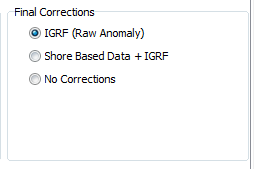 Final Corrections
IGRF (Raw Anomaly)
Shore Based Data + IGRF
No Corrections